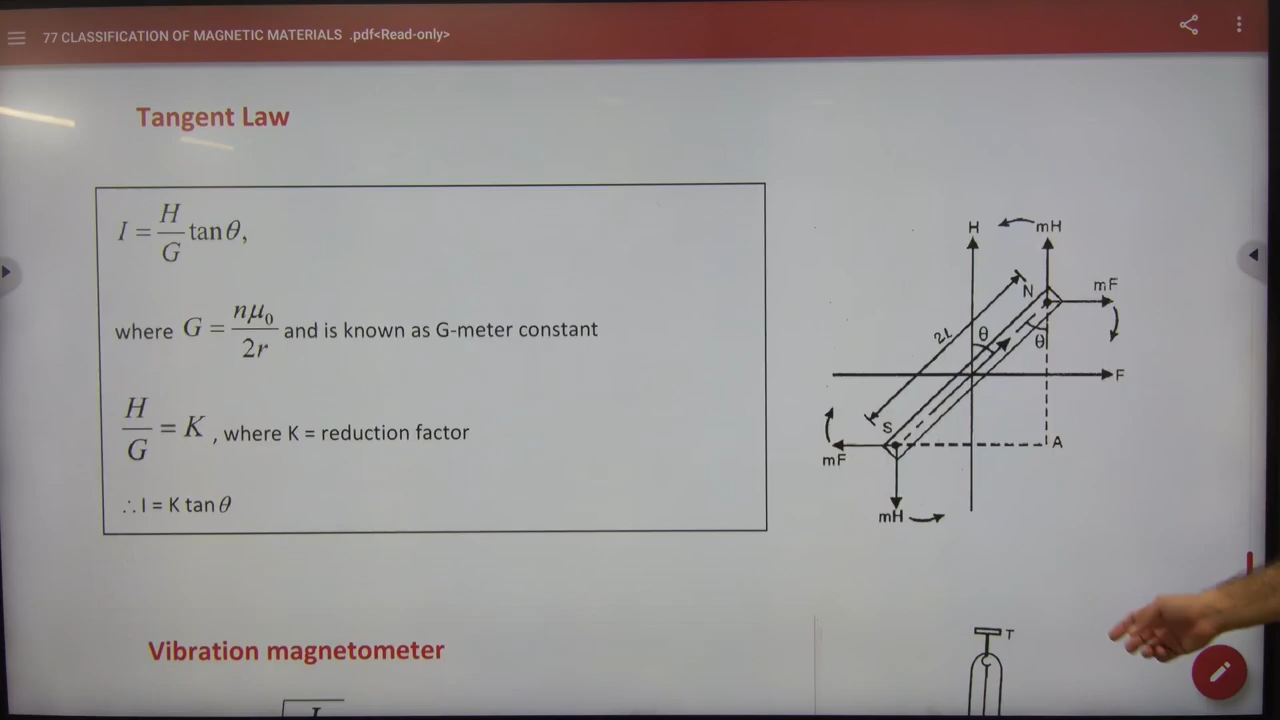 77 CLASSIFICATION OF MAGNETIC MATERIALS .pdf<Read-only>
Tangent Law
I = H/G tanθ,
where G = nμ₀/2r and is known as G-meter constant
H/G = K , where K = reduction factor
∴ I = K tanθ
H
mH
N
mF
2l
θ
θ
F
S
A
mF
mH
Vibration magnetometer
T
I